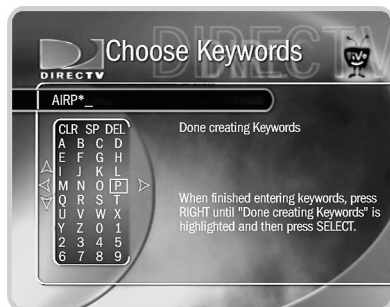 DIRECTV
Choose Keywords
DIRECTV
TiVo
AIRP*_
CLR SP DEL
A B C D
E F G H
I J K L
M N O P
Q R S T
U V W X
Y Z 0 1
2 3 4 5
6 7 8 9
Done creating Keywords
When finished entering keywords, press
RIGHT until "Done creating Keywords" is
highlighted and then press SELECT.